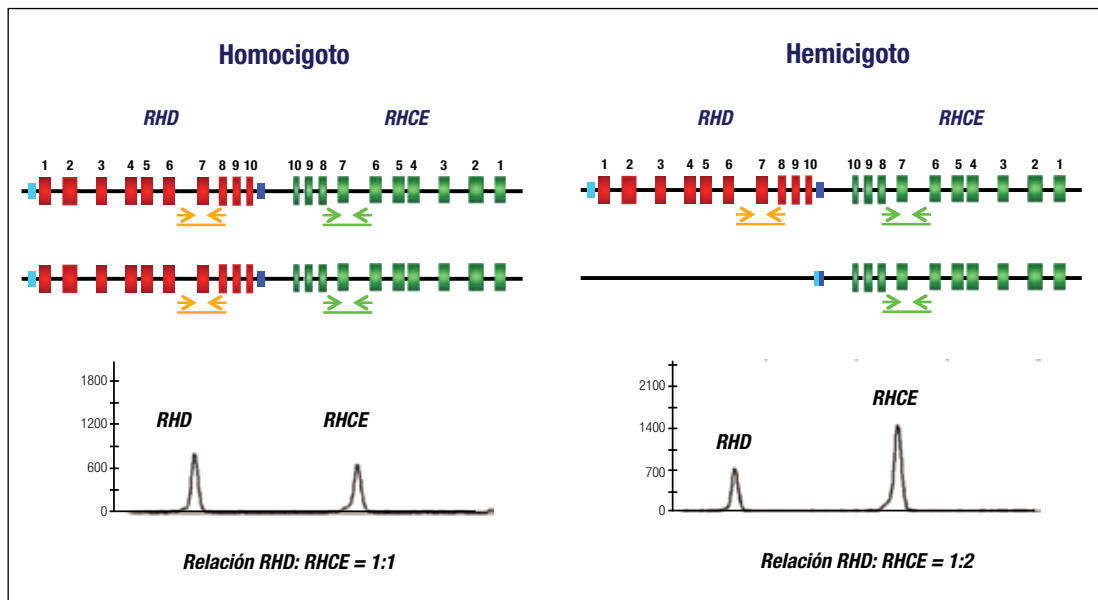 Homocigoto
RHD RHCE
1 2 3 4 5 6 7 8 9 10 10 9 8 7 6 5 4 3 2 1
1800
1200
600
0
RHD
RHCE
Relación RHD: RHCE = 1:1
Hemicigoto
RHD RHCE
1 2 3 4 5 6 7 8 9 10 10 9 8 7 6 5 4 3 2 1
2100
1400
700
0
RHD
RHCE
Relación RHD: RHCE = 1:2